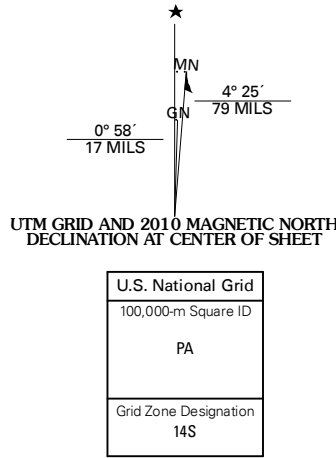 ★
MN
4° 25´
79 MILS
GN
0° 58´
17 MILS
UTM GRID AND 2010 MAGNETIC NORTH
DECLINATION AT CENTER OF SHEET
U.S. National Grid
100,000-m Square ID
PA
Grid Zone Designation
14S